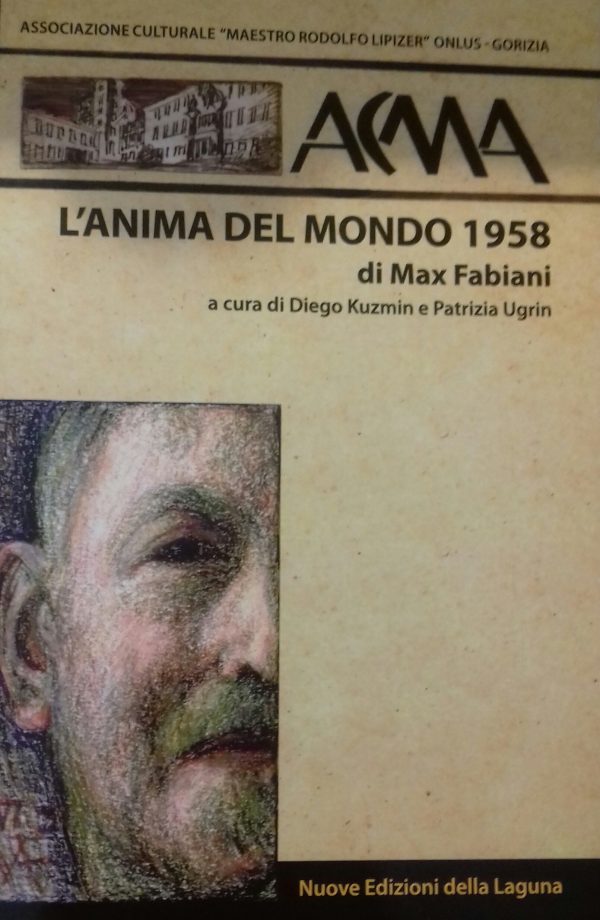 ASSOCIAZIONE CULTURALE "MAESTRO RODOLFO LIPIZER" ONLUS - GORIZIA
ACMA
L'ANIMA DEL MONDO 1958
di Max Fabiani
a cura di Diego Kuzmin e Patrizia Ugrin
Nuove Edizioni della Laguna